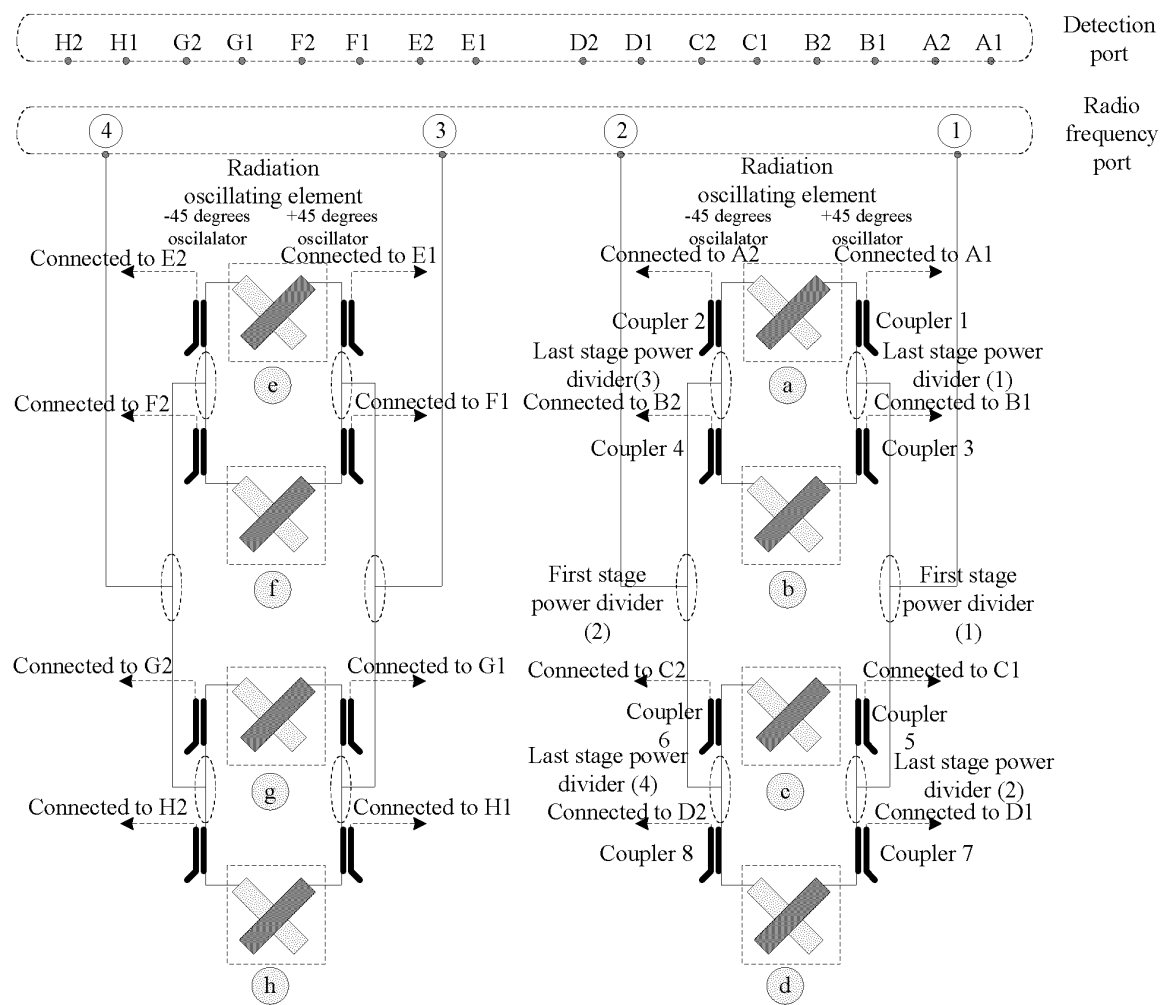 H2 H1 G2 G1 F2 F1 E2 E1 D2 D1 C2 C1 B2 B1 A2 A1
Detection
port
4 3 2 1
Radio
frequency
port
Radiation
oscillating element
-45 degrees
oscilalator
+45 degrees
oscillator
Connected to E2
Connected to E1
e
Connected to F2
Connected to F1
f
Connected to G2
Connected to G1
g
Connected to H2
Connected to H1
h
Radiation
oscillating element
-45 degrees
oscilalator
+45 degrees
oscillator
Connected to A2
Connected to A1
Coupler 2
Coupler 1
Last stage power
divider(3)
Last stage power
divider (1)
a
Connected to B2
Connected to B1
Coupler 4
Coupler 3
b
First stage
power divider
(2)
First stage
power divider
(1)
Connected to C2
Connected to C1
Coupler
6
Coupler
5
Last stage power
divider (4)
Last stage power
divider (2)
c
Connected to D2
Connected to D1
Coupler 8
Coupler 7
d